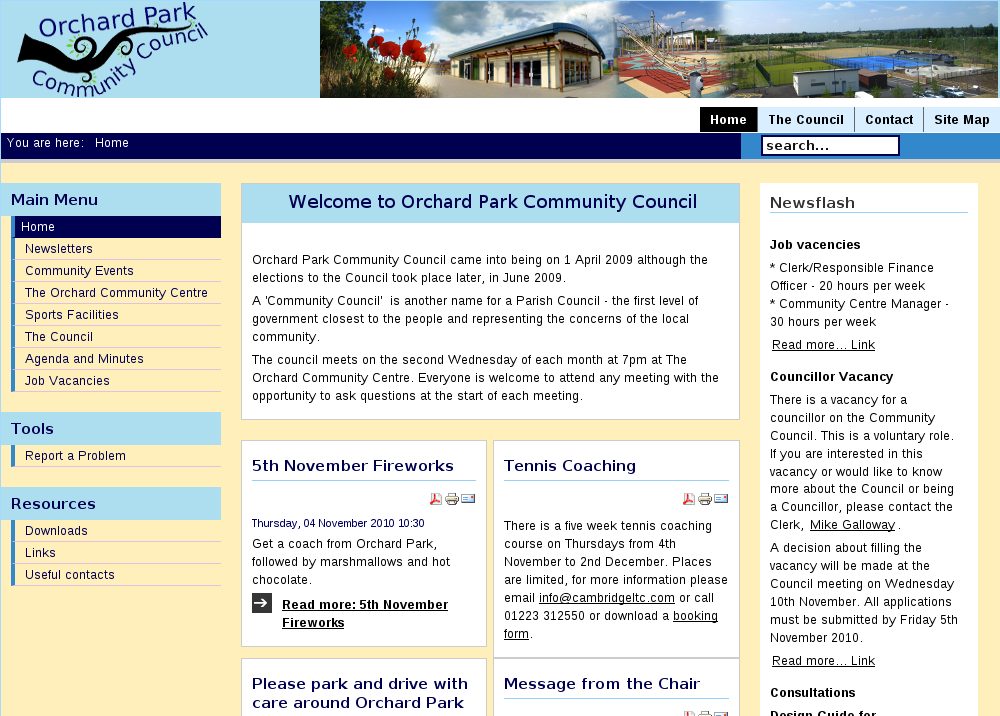 Orchard Park
Community Council
Home
The Council
Contact
Site Map
You are here: Home
search...
Main Menu
Home
Newsletters
Community Events
The Orchard Community Centre
Sports Facilities
The Council
Agenda and Minutes
Job Vacancies
Tools
Report a Problem
Resources
Downloads
Links
Useful contacts
Welcome to Orchard Park Community Council
Orchard Park Community Council came into being on 1 April 2009 although the
elections to the Council took place later, in June 2009.
A 'Community Council'  is another name for a Parish Council - the first level of
government closest to the people and representing the concerns of the local
community.
The council meets on the second Wednesday of each month at 7pm at The
Orchard Community Centre. Everyone is welcome to attend any meeting with the
opportunity to ask questions at the start of each meeting.
5th November Fireworks
Thursday, 04 November 2010 10:30
Get a coach from Orchard Park,
followed by marshmallows and hot
chocolate.
Read more: 5th November
Fireworks
Tennis Coaching
There is a five week tennis coaching
course on Thursdays from 4th
November to 2nd December. Places
are limited, for more information please
email info@cambridgeltc.com or call
01223 312550 or download a booking
form.
Please park and drive with
care around Orchard Park
Message from the Chair
Newsflash
Job vacencies
* Clerk/Responsible Finance
Officer - 20 hours per week
* Community Centre Manager -
30 hours per week
Read more... Link
Councillor Vacancy
There is a vacancy for a
councillor on the Community
Council. This is a voluntary role.
If you are interested in this
vacancy or would like to know
more about the Council or being
a Councillor, please contact the
Clerk, Mike Galloway .
A decision about filling the
vacancy will be made at the
Council meeting on Wednesday
10th November. All applications
must be submitted by Friday 5th
November 2010.
Read more... Link
Consultations
Design Guide for